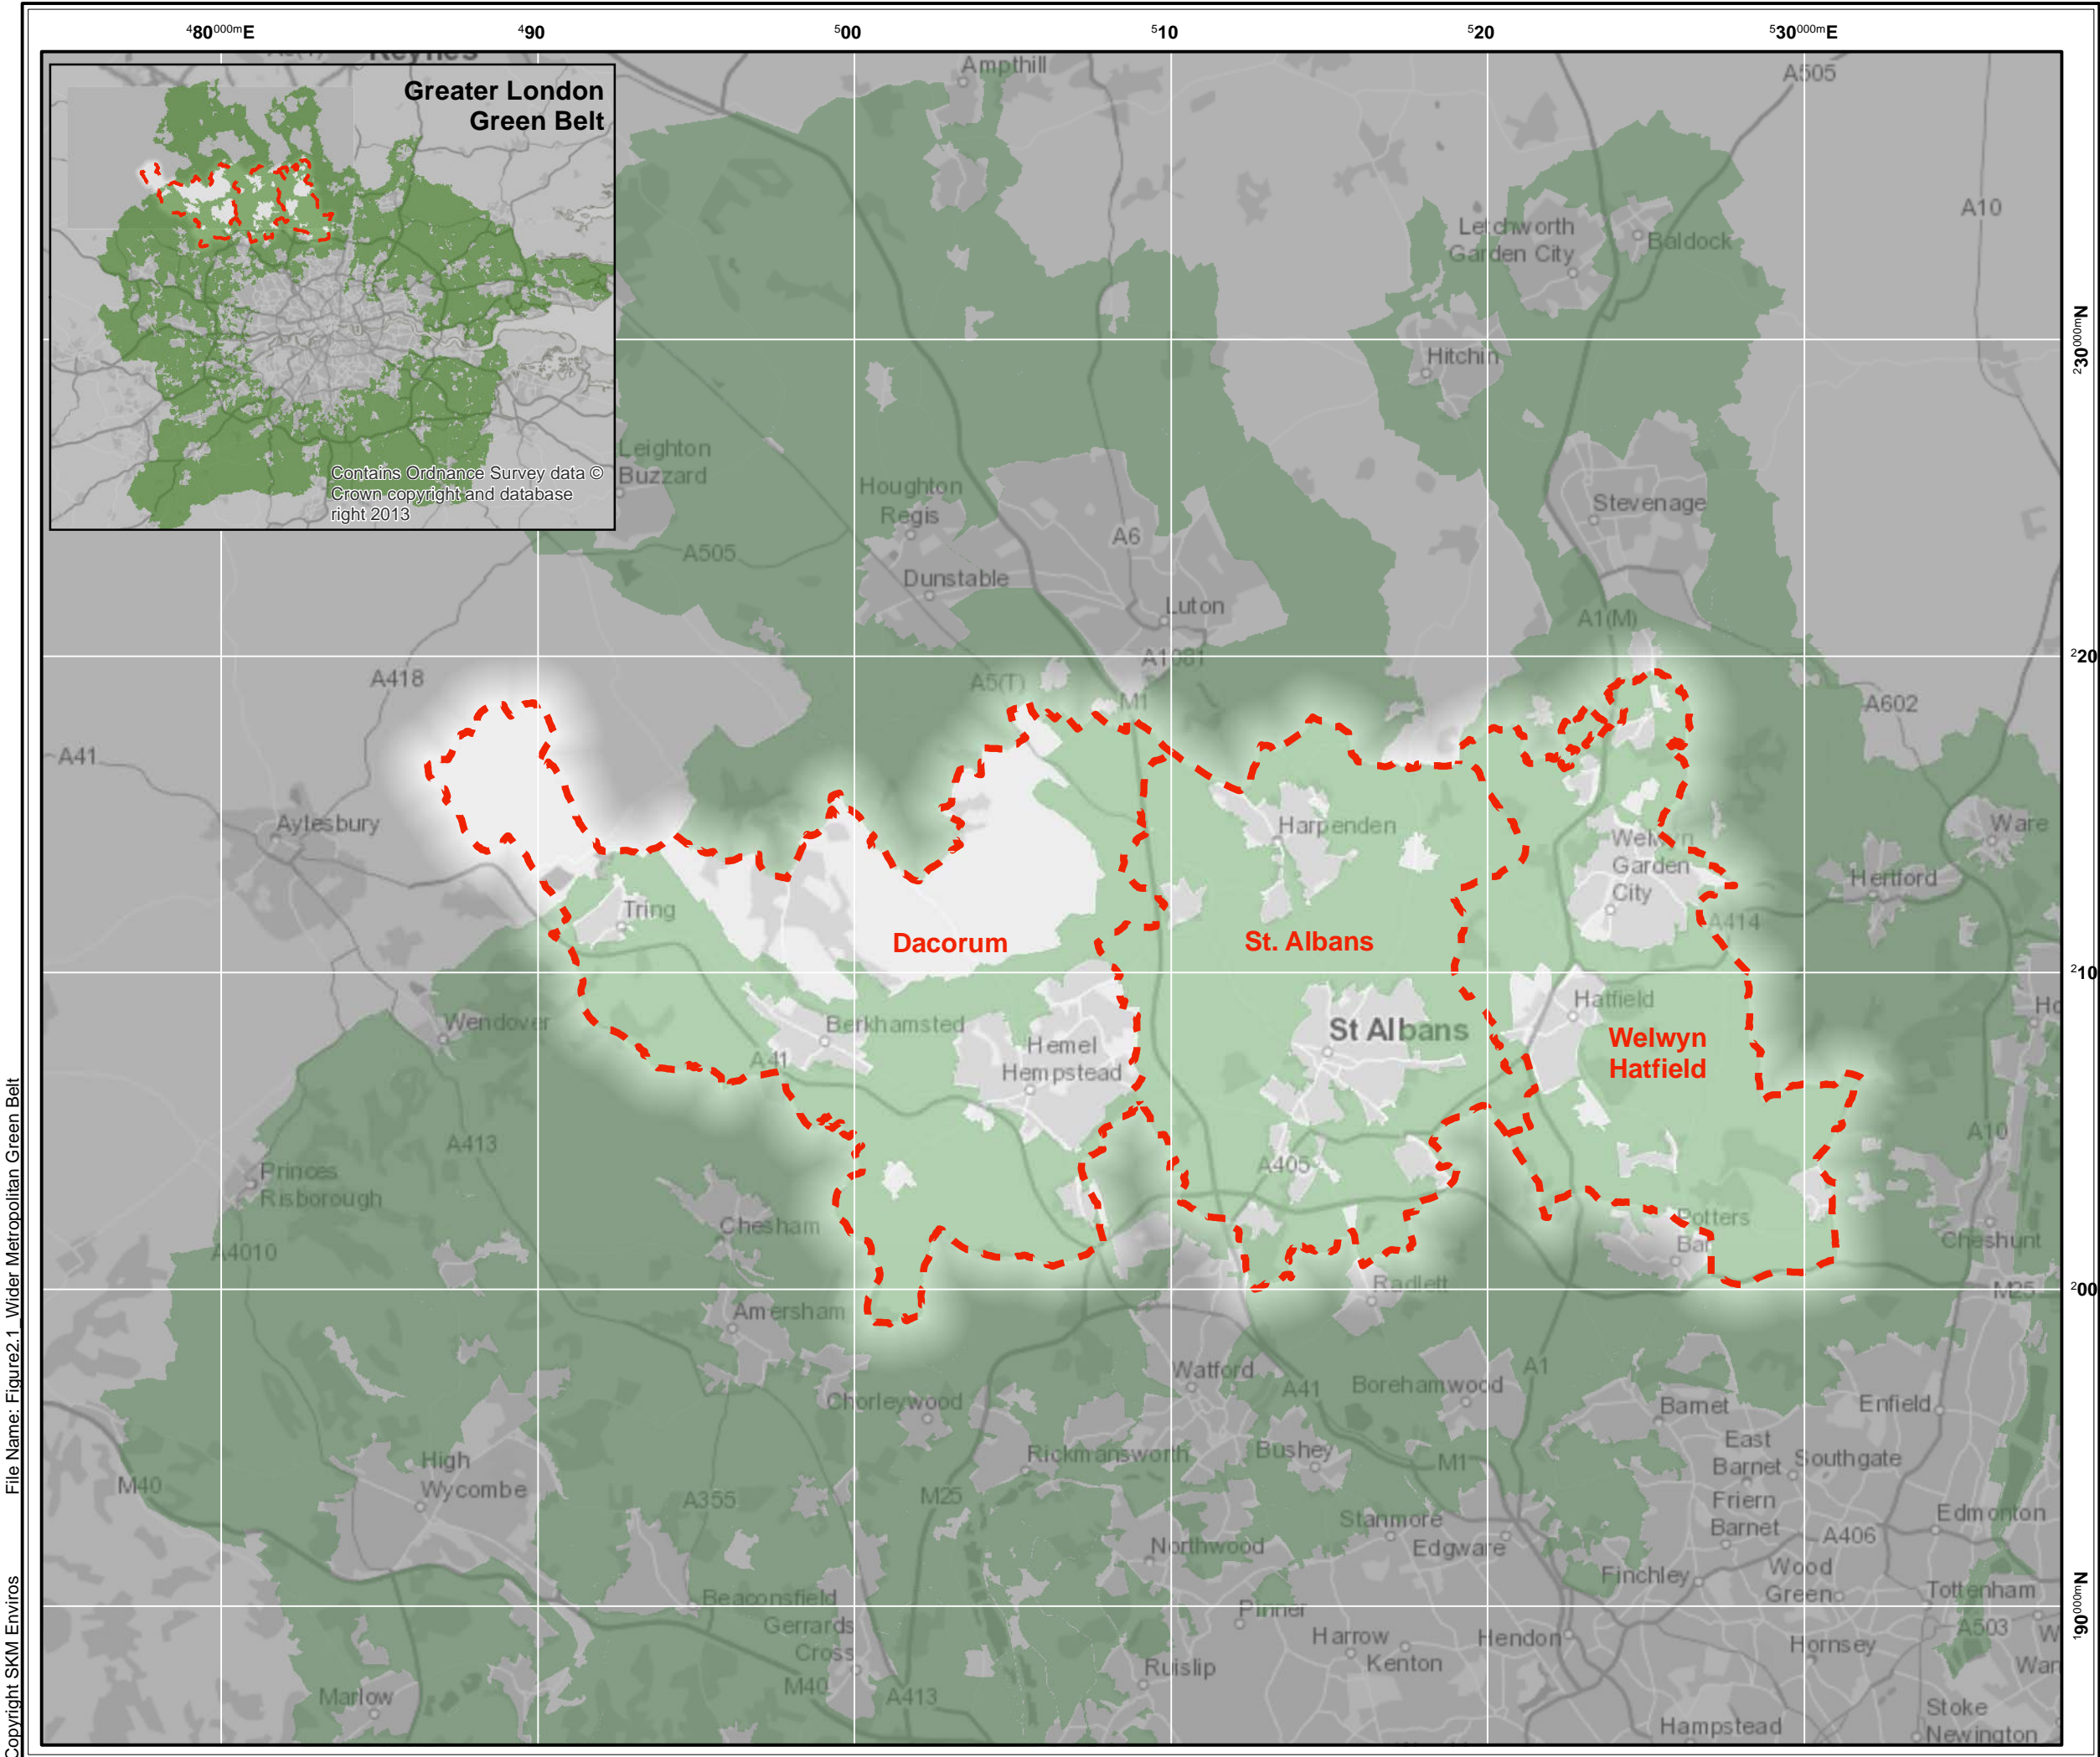 480000mE
490
500
510
520
530000mE
Greater London
Green Belt
Contains Ordnance Survey data ©
Crown copyright and database
right 2013
Keynes
Ampthill
A505
A10
Letchworth
Garden City
Baldock
230000mN
Hitchin
Leighton
Buzzard
Houghton
Regis
Stevenage
A6
A505
Dunstable
Luton
A1(M)
A1081
220
A418
A5(T)
M1
A602
A41
Aylesbury
Harpenden
Welwyn
Garden
City
Ware
Hertford
Tring
A414
Dacorum
St. Albans
210
Hatfield
Wendover
Berkhamsted
St Albans
Welwyn
Hatfield
Hemel
Hempstead
A41
A413
A10
Princes
Risborough
A405
Chesham
Potters
Bar
A4010
Cheshunt
Radlett
M25
200
Amersham
Watford
A41
Borehamwood
A1
Chorleywood
Barnet
Enfield
Rickmansworth
Bushey
East
Barnet
Southgate
High
Wycombe
M1
M40
A355
M25
Friern
Barnet
Edmonton
Stanmore
A406
Northwood
Edgware
Finchley
Wood
Green
Tottenham
Beaconsfield
Pinner
190000mN
Gerrards
Cross
Harrow
Hendon
A503
Hornsey
Kenton
Ruislip
M40
Marlow
A413
Hampstead
Stoke
Newington
Copyright SKM Enviros
File Name: Figure2.1_Wider Metropolitan Green Belt